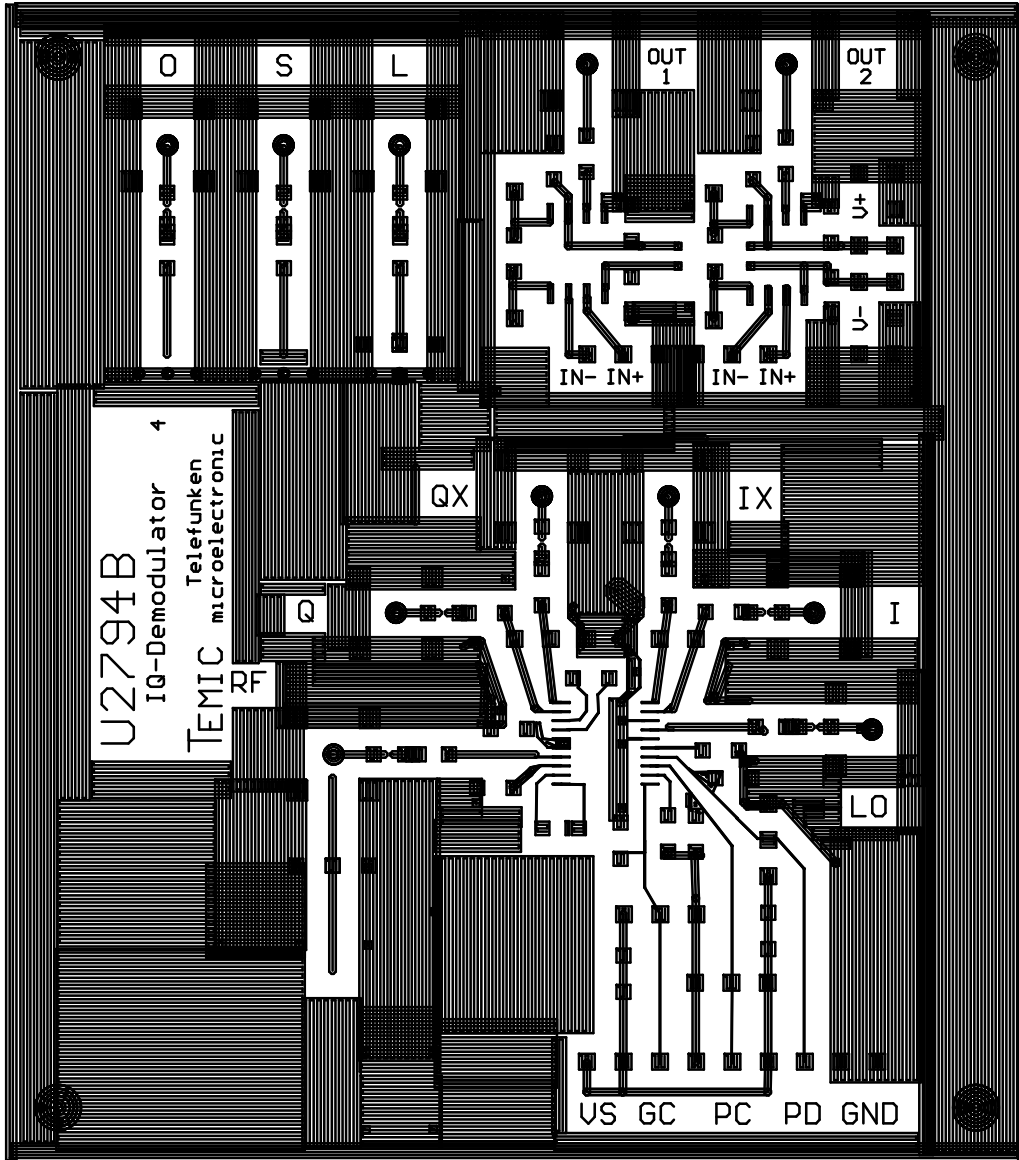 O S L
OUT 1
OUT 2
V+
V-
IN- IN+
IN- IN+
QX
IX
Q
I
RF
LO
U2794B
IQ-Demodulator 4
TEMIC Telefunken
microelectronic
VS GC PC PD GND